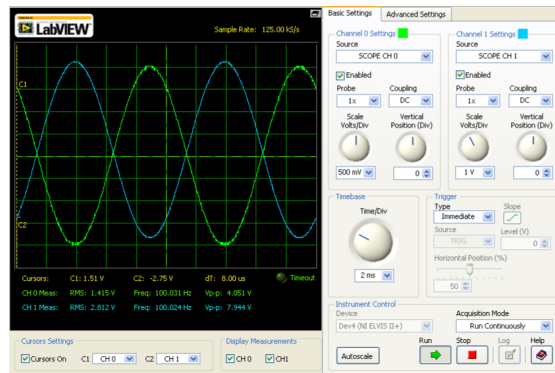 LabVIEW
Sample Rate: 125.00 kS/s
C1
C2
Cursors: C1: 1.51 V C2: -2.75 V dT: 8.00 us Timeout
CH 0 Meas: RMS: 1.415 V Freq: 100.031 Hz Vp-p: 4.051 V
CH 1 Meas: RMS: 2.812 V Freq: 100.024 Hz Vp-p: 7.944 V
Cursors Settings
Cursors On C1 CH 0 C2 CH 1
Display Measurements
CH 0 CH1
Basic Settings Advanced Settings
Channel 0 Settings Channel 1 Settings
Source Source
SCOPE CH 0 SCOPE CH 1
Enabled Enabled
Probe Coupling Probe Coupling
1x DC 1x DC
Scale Vertical Scale Vertical
Volts/Div Position (Div) Volts/Div Position (Div)
500 mV 0 1 V 0
Timebase
Time/Div
2 ms
Trigger
Type Slope
Immediate
Source Level (V)
TRIG 0
Horizontal Position (%)
50
Instrument Control
Device Acquisition Mode
Dev4 (NI ELVIS II+) Run Continuously
Run Stop Log Help
Autoscale